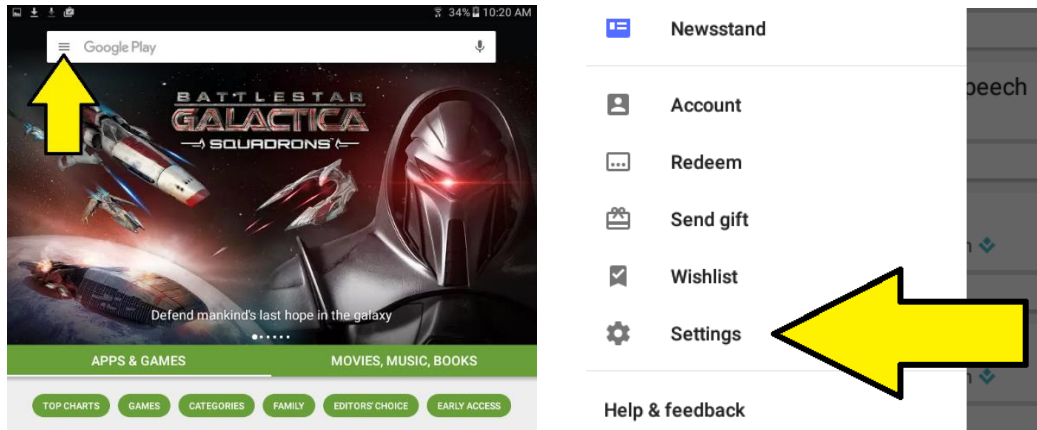 34% 10:20 AM
Google Play
BATTLESTAR
GALACTICA
SQUADRONS
Defend mankind's last hope in the galaxy
APPS & GAMES
MOVIES, MUSIC, BOOKS
TOP CHARTS
GAMES
CATEGORIES
FAMILY
EDITORS' CHOICE
EARLY ACCESS
Newsstand
Account
Redeem
Send gift
Wishlist
Settings
Help & feedback